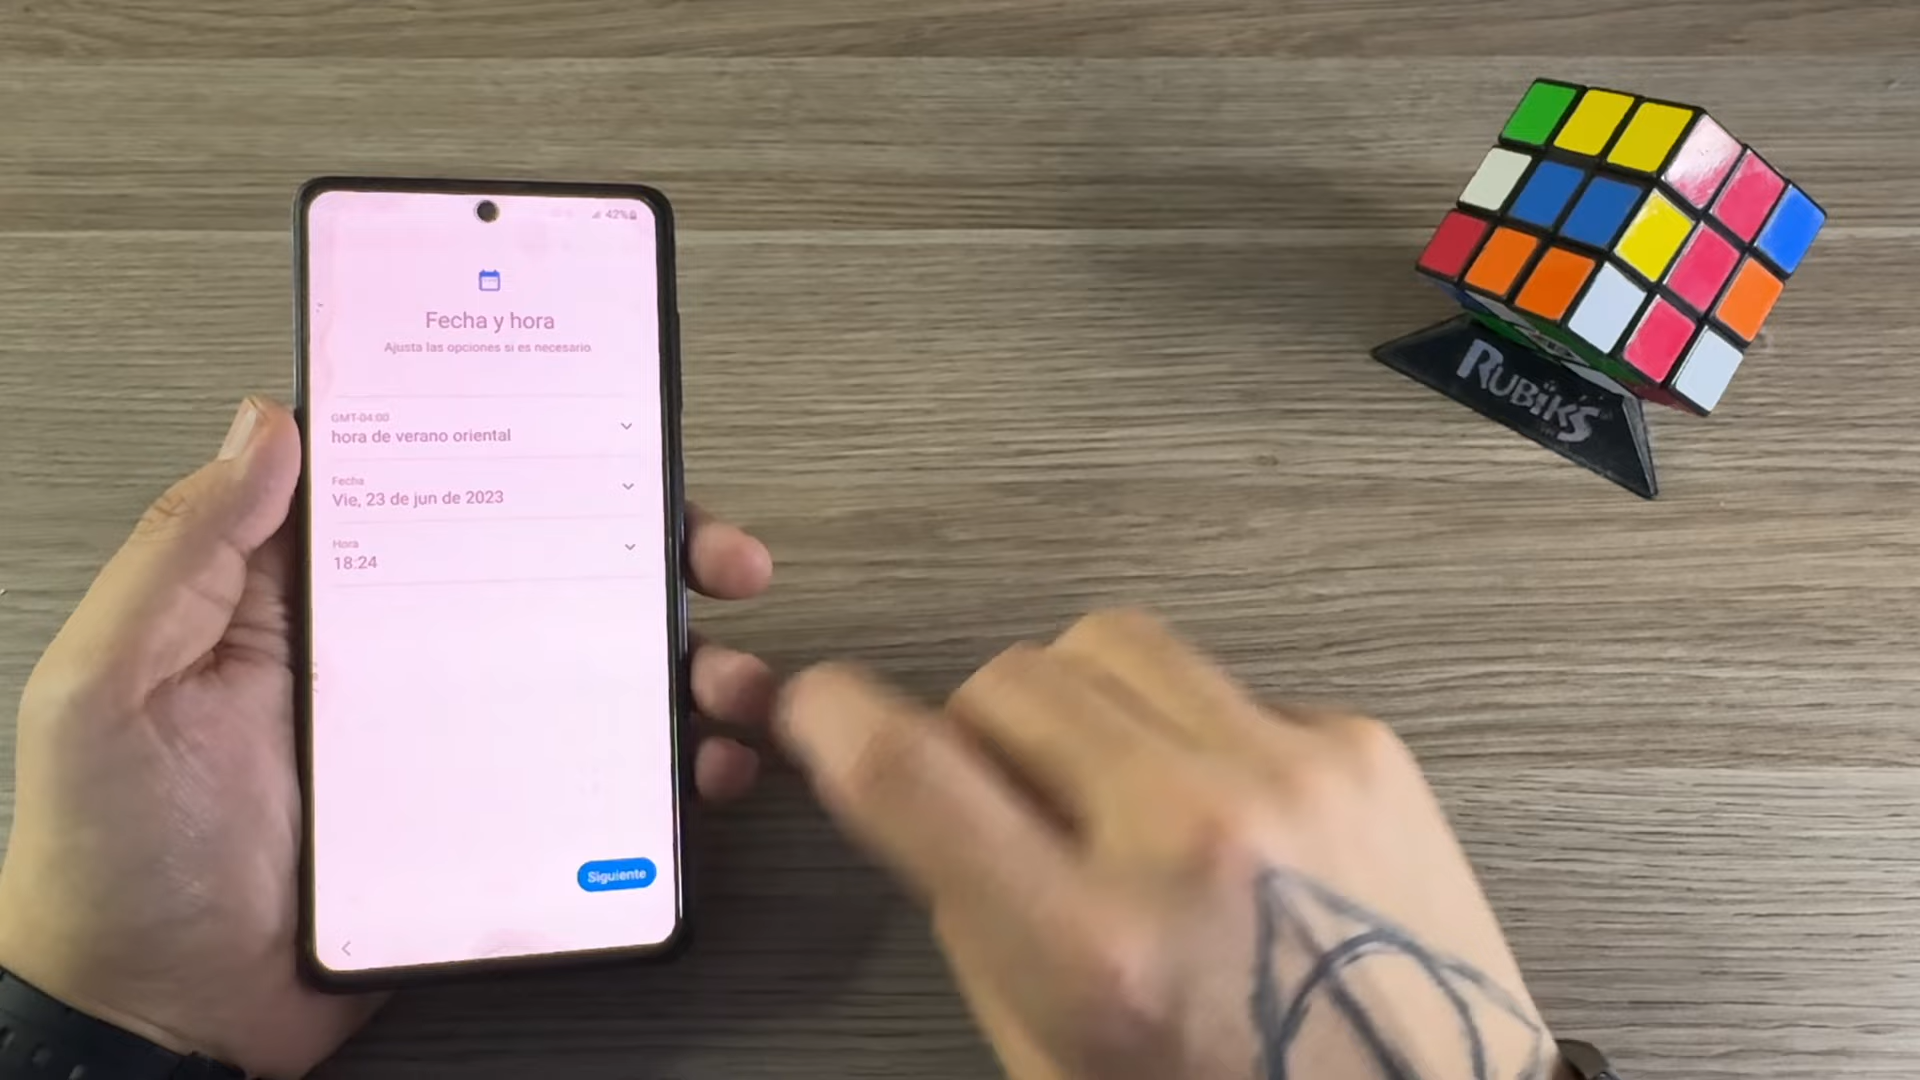 42%
Fecha y hora
Ajusta las opciones si es necesario
GMT-04:00
hora de verano oriental
Fecha
Vie, 23 de jun de 2023
Hora
18:24
Siguiente
RUBIK'S